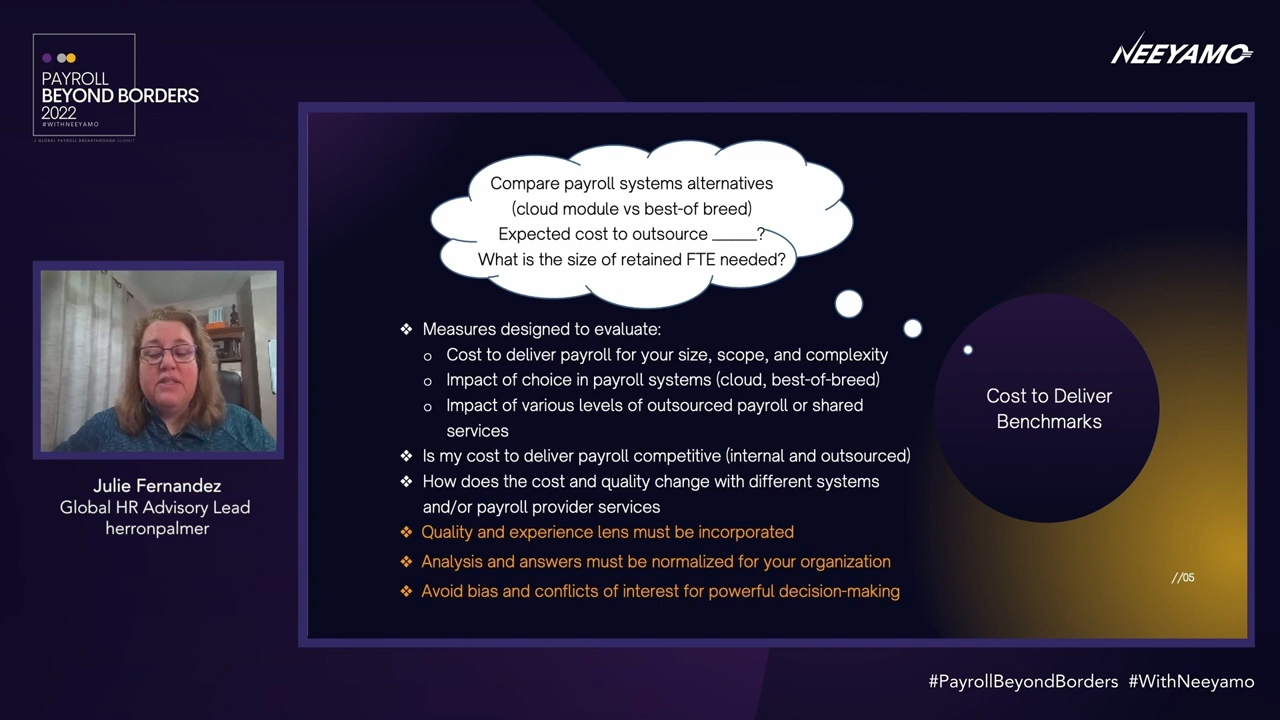 PAYROLL
BEYOND BORDERS
2022
#WITHNEEYAMO
A GLOBAL PAYROLL BREAKTHROUGH SUMMIT
NEEYAMO
Compare payroll systems alternatives
(cloud module vs best-of breed)
Expected cost to outsource _____?
What is the size of retained FTE needed?
❖ Measures designed to evaluate:
o Cost to deliver payroll for your size, scope, and complexity
o Impact of choice in payroll systems (cloud, best-of-breed)
o Impact of various levels of outsourced payroll or shared
services
❖ Is my cost to deliver payroll competitive (internal and outsourced)
❖ How does the cost and quality change with different systems
and/or payroll provider services
❖ Quality and experience lens must be incorporated
❖ Analysis and answers must be normalized for your organization
❖ Avoid bias and conflicts of interest for powerful decision-making
Cost to Deliver
Benchmarks
//05
Julie Fernandez
Global HR Advisory Lead
herronpalmer
#PayrollBeyondBorders #WithNeeyamo